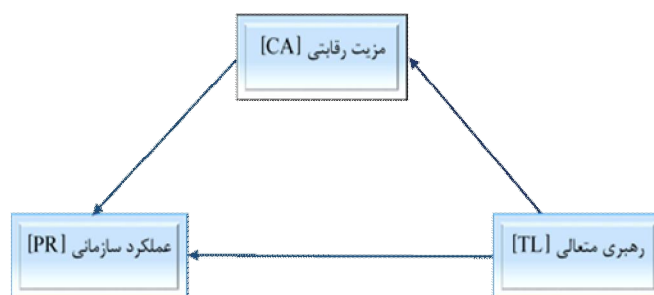 مزیت رقابتی [CA]
رهبری متعالی [TL]
عملکرد سازمانی [PR]